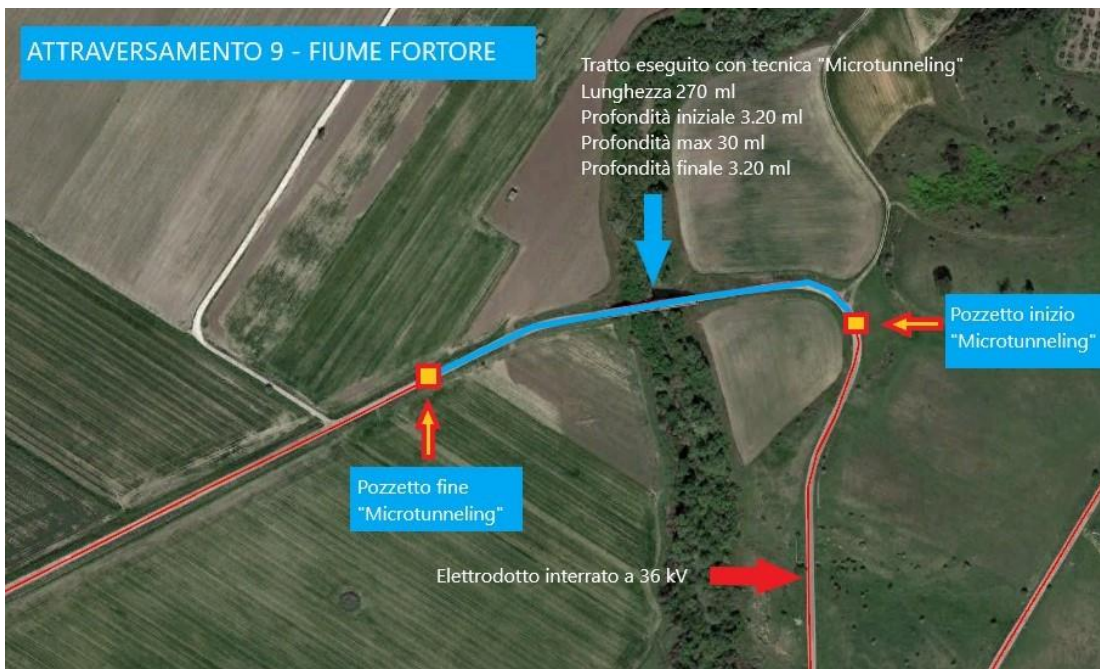 ATTRAVERSAMENTO 9 - FIUME FORTORE
Tratto eseguito con tecnica "Microtunneling"
Lunghezza 270 ml
Profondità iniziale 3.20 ml
Profondità max 30 ml
Profondità finale 3.20 ml
Pozzetto inizio
"Microtunneling"
Pozzetto fine
"Microtunneling"
Elettrodotto interrato a 36 kV